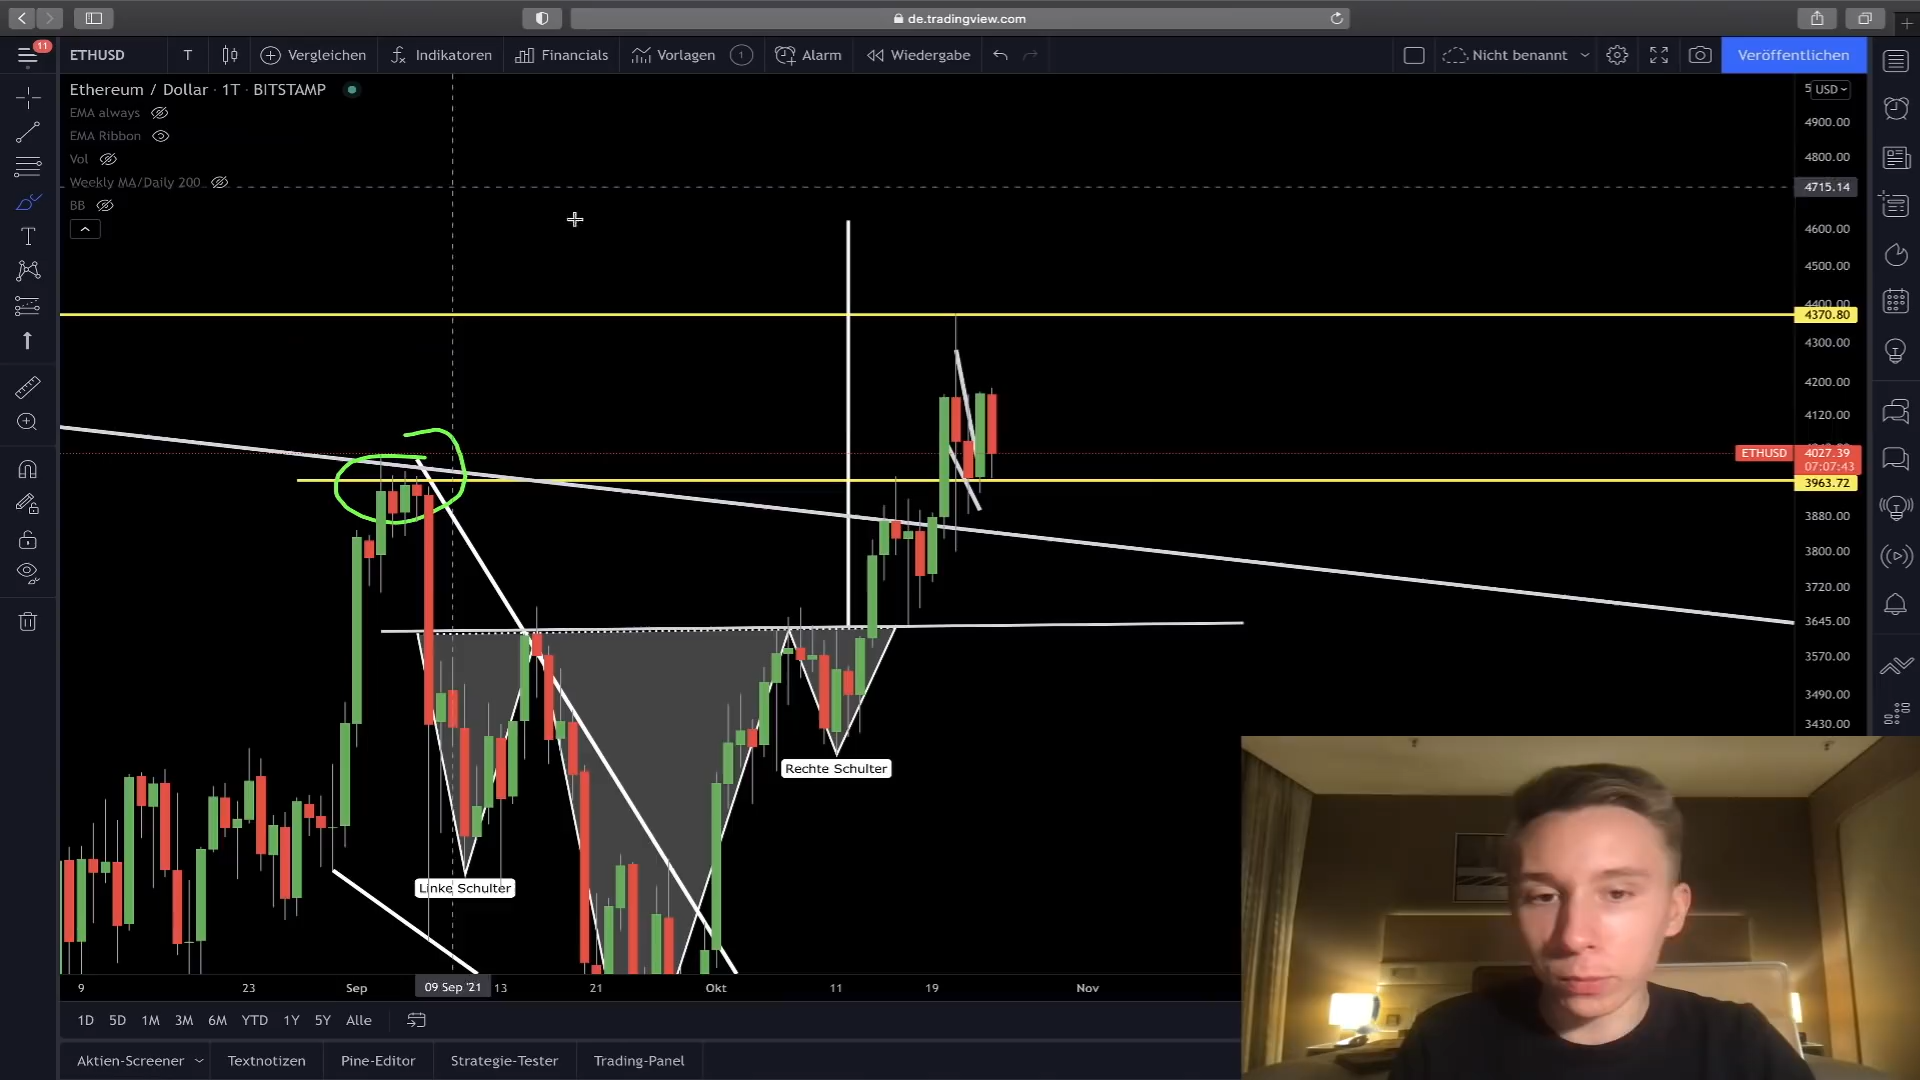 de.tradingview.com
11
ETHUSD
T
Vergleichen
Indikatoren
Financials
Vorlagen
1
Alarm
Wiedergabe
Nicht benannt
Veröffentlichen
Ethereum / Dollar · 1T · BITSTAMP
EMA always
EMA Ribbon
Vol
Weekly MA/Daily 200
BB
USD
4900.00
4800.00
4715.14
4600.00
4500.00
4400.00
4370.80
4300.00
4200.00
4120.00
ETHUSD
4027.39
07:07:43
3963.72
3880.00
3800.00
3720.00
3645.00
3570.00
3490.00
3430.00
Rechte Schulter
Linke Schulter
9
23
Sep
09 Sep '21
13
21
Okt
11
19
Nov
1D
5D
1M
3M
6M
YTD
1Y
5Y
Alle
Aktien-Screener
Textnotizen
Pine-Editor
Strategie-Tester
Trading-Panel